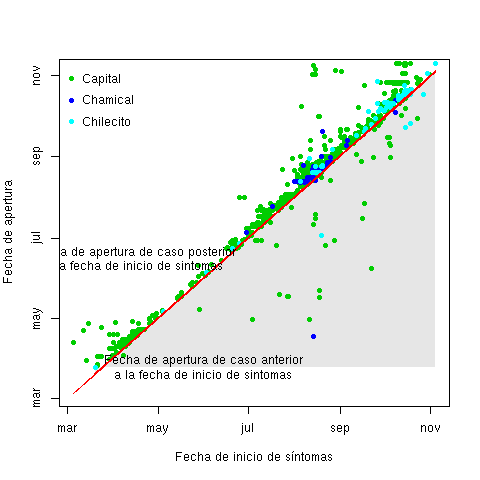 Capital
Chamical
Chilecito
a de apertura de caso posterior
a fecha de inicio de sintomas
Fecha de apertura de caso anterior
a la fecha de inicio de sintomas
Fecha de apertura
mar
may
jul
sep
nov
mar
may
jul
sep
nov
Fecha de inicio de síntomas